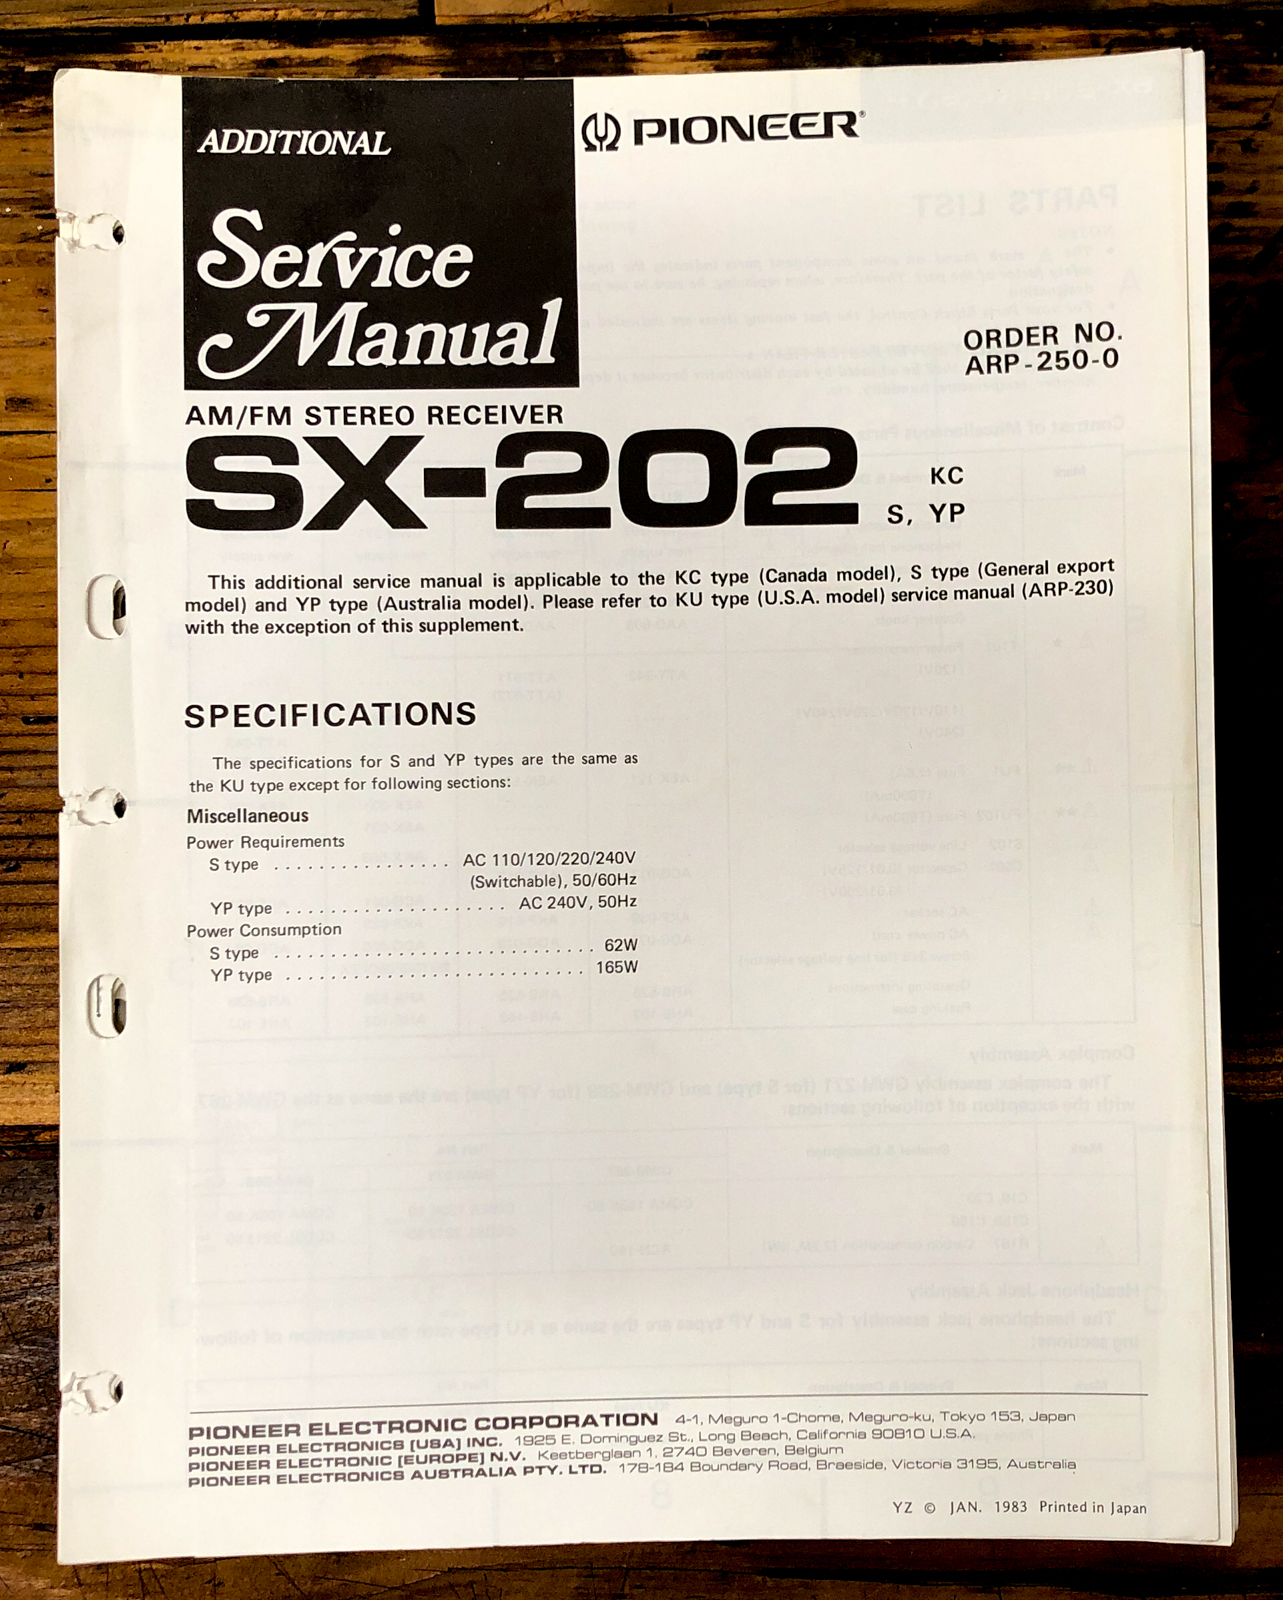 ADDITIONAL
Service
Manual
PIONEER®
ORDER NO.
ARP-250-0
AM/FM STEREO RECEIVER
SX-202
KC
S, YP
This additional service manual is applicable to the KC type (Canada model), S type (General export
model) and YP type (Australia model). Please refer to KU type (U.S.A. model) service manual (ARP-230)
with the exception of this supplement.
SPECIFICATIONS
The specifications for S and YP types are the same as
the KU type except for following sections:
Miscellaneous
Power Requirements
S type . . . . . . . . . . . . . . . . AC 110/120/220/240V
(Switchable), 50/60Hz
YP type . . . . . . . . . . . . . . . . . . . . AC 240V, 50Hz
Power Consumption
S type . . . . . . . . . . . . . . . . . . . . . . . . . . . . . 62W
YP type . . . . . . . . . . . . . . . . . . . . . . . . . . . 165W
PIONEER ELECTRONIC CORPORATION 4-1, Meguro 1-Chome, Meguro-ku, Tokyo 153, Japan
PIONEER ELECTRONICS [USA] INC. 1925 E. Dominguez St., Long Beach, California 90810 U.S.A.
PIONEER ELECTRONIC [EUROPE] N.V. Keetberglaan 1, 2740 Beveren, Belgium
PIONEER ELECTRONICS AUSTRALIA PTY. LTD. 178-184 Boundary Road, Braeside, Victoria 3195, Australia
YZ © JAN. 1983 Printed in Japan